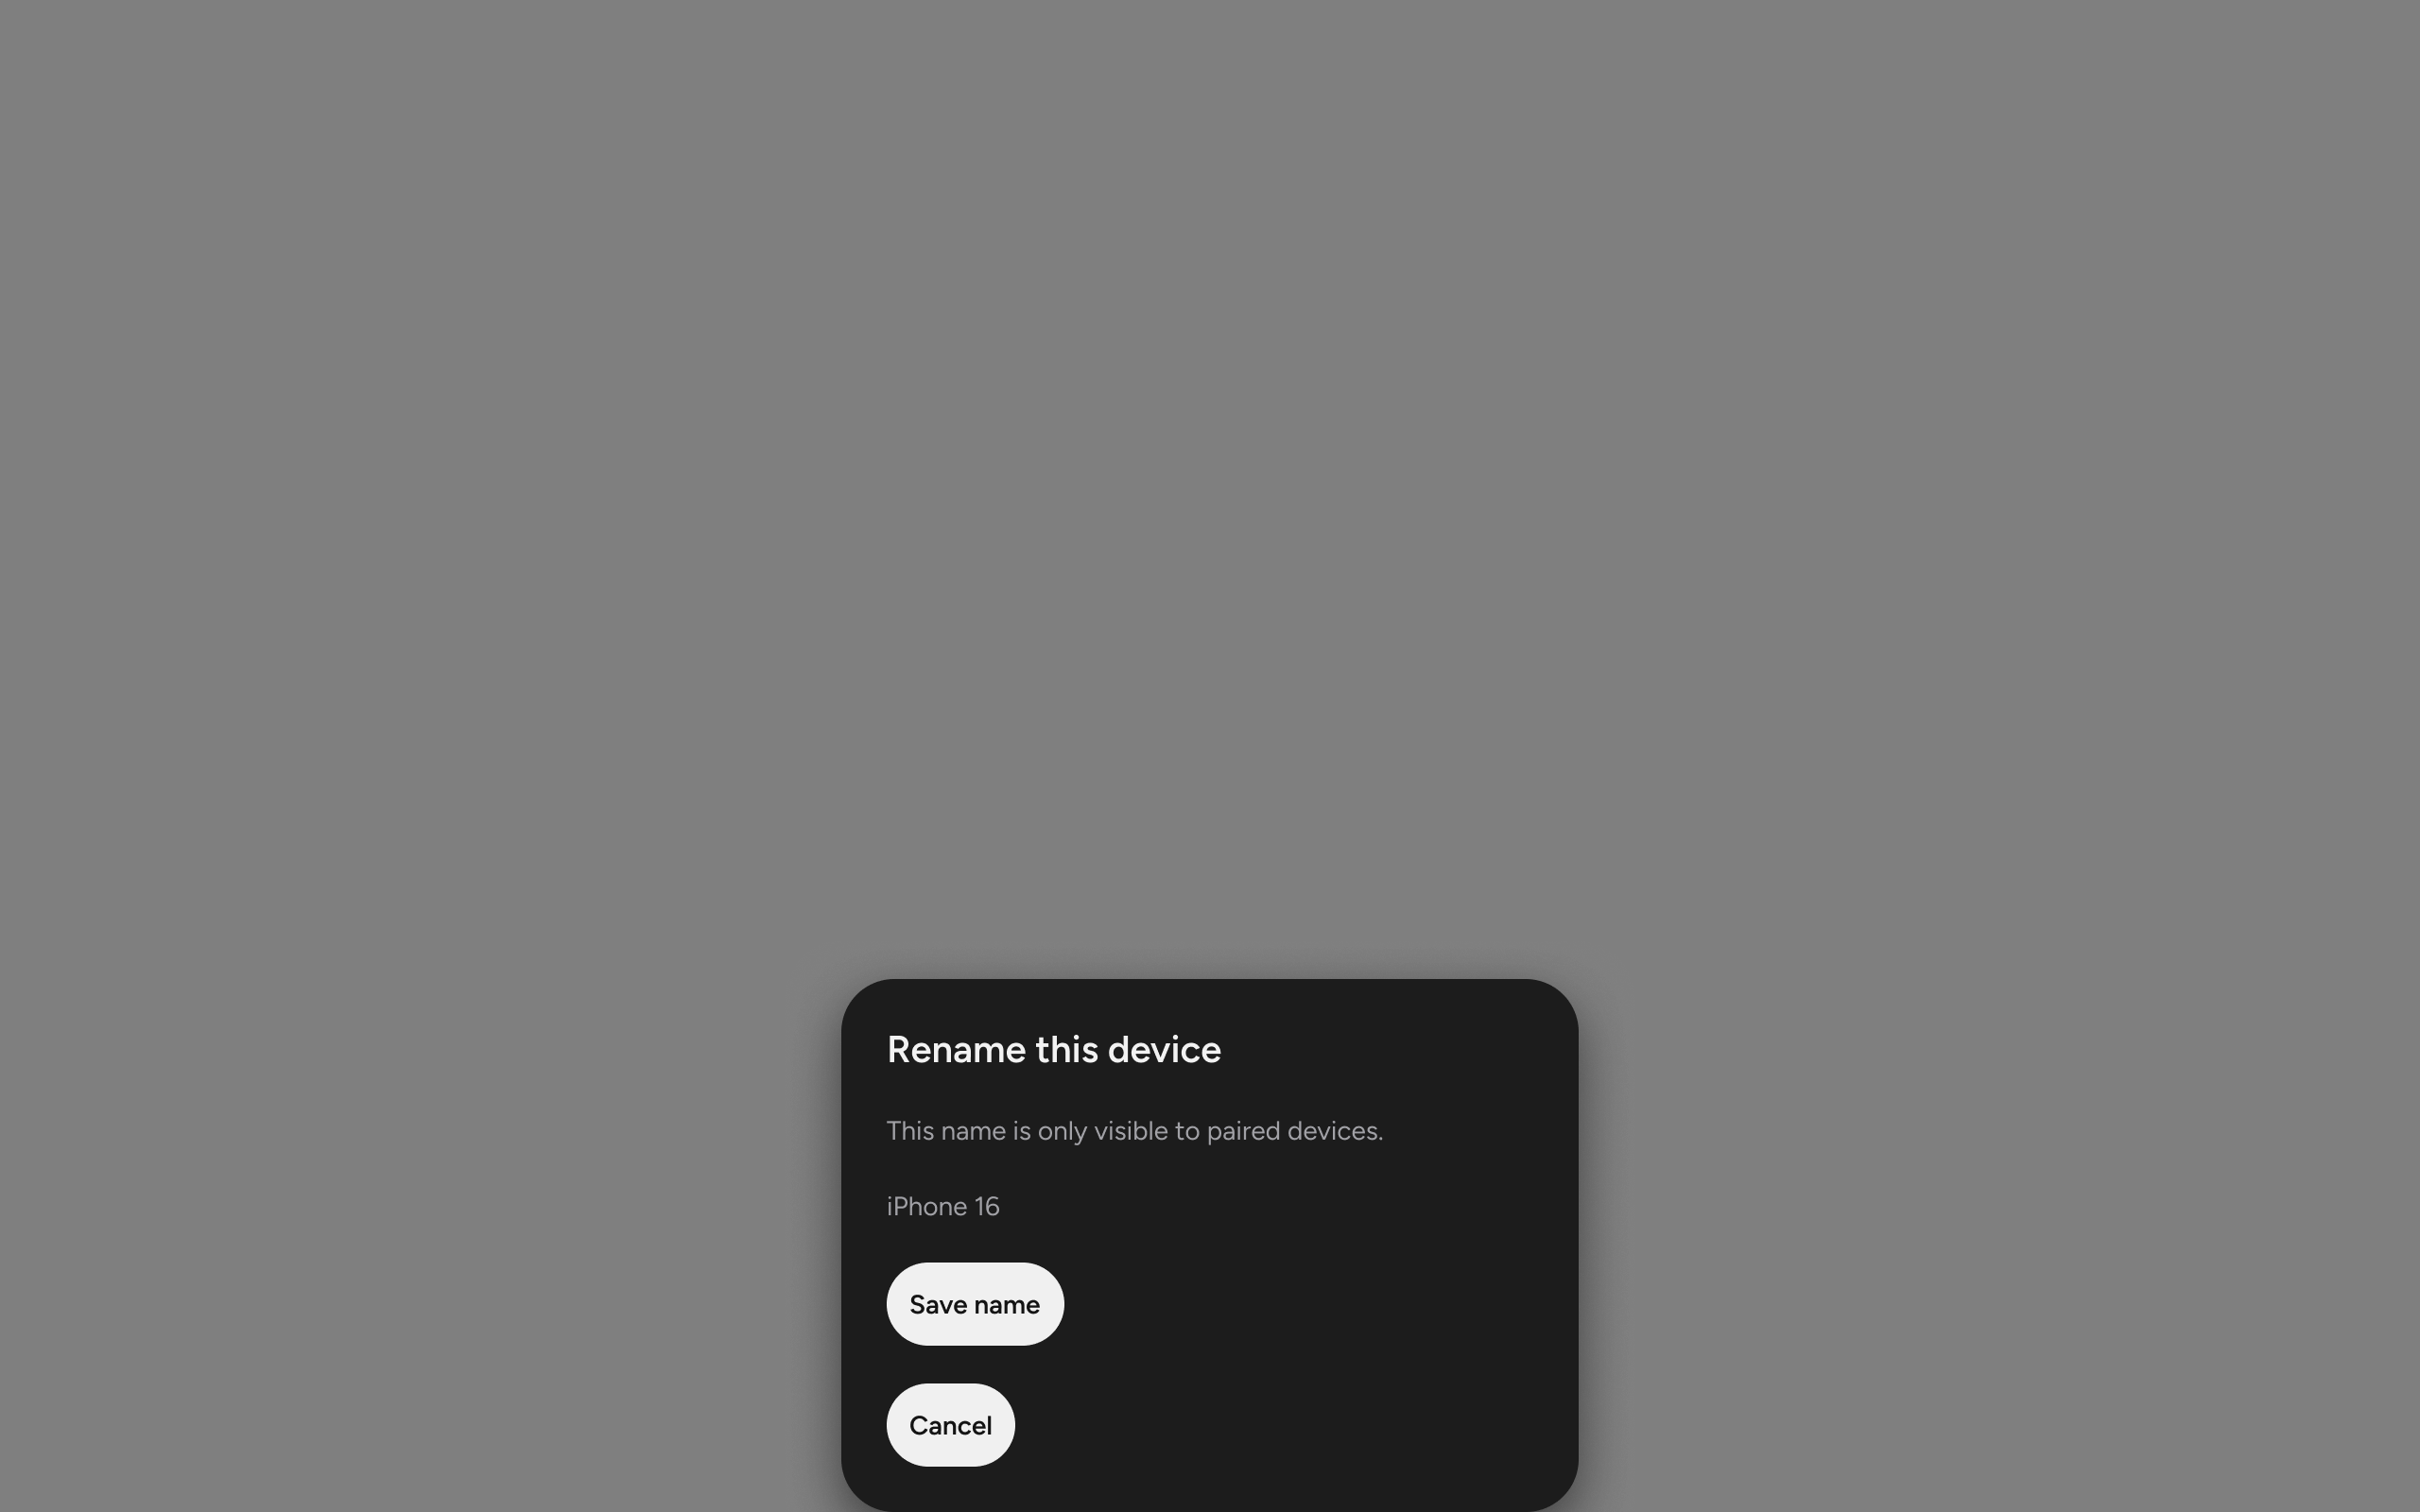 Rename this device
This name is only visible to paired devices.
iPhone 16
Save name
Cancel